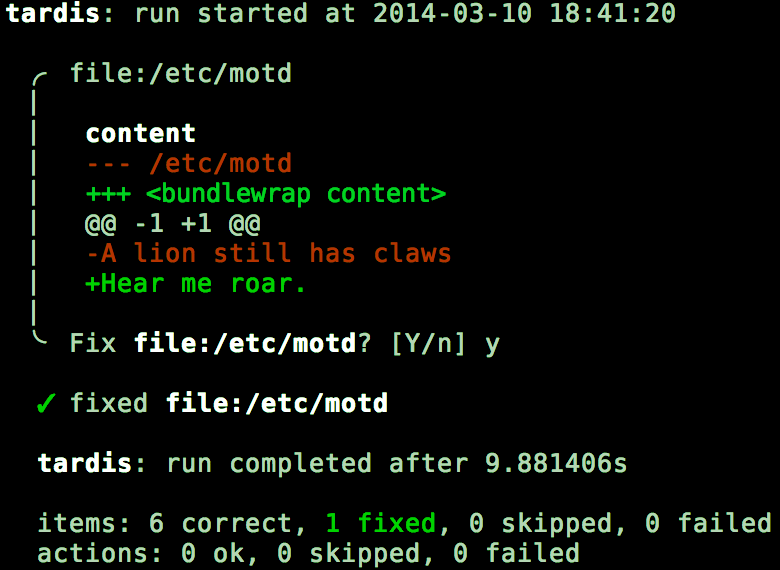 tardis: run started at 2014-03-10 18:41:20
file:/etc/motd
content
--- /etc/motd
+++ <bundlewrap content>
@@ -1 +1 @@
-A lion still has claws
+Hear me roar.
Fix file:/etc/motd? [Y/n] y
✓ fixed file:/etc/motd
tardis: run completed after 9.881406s
items: 6 correct, 1 fixed, 0 skipped, 0 failed
actions: 0 ok, 0 skipped, 0 failed